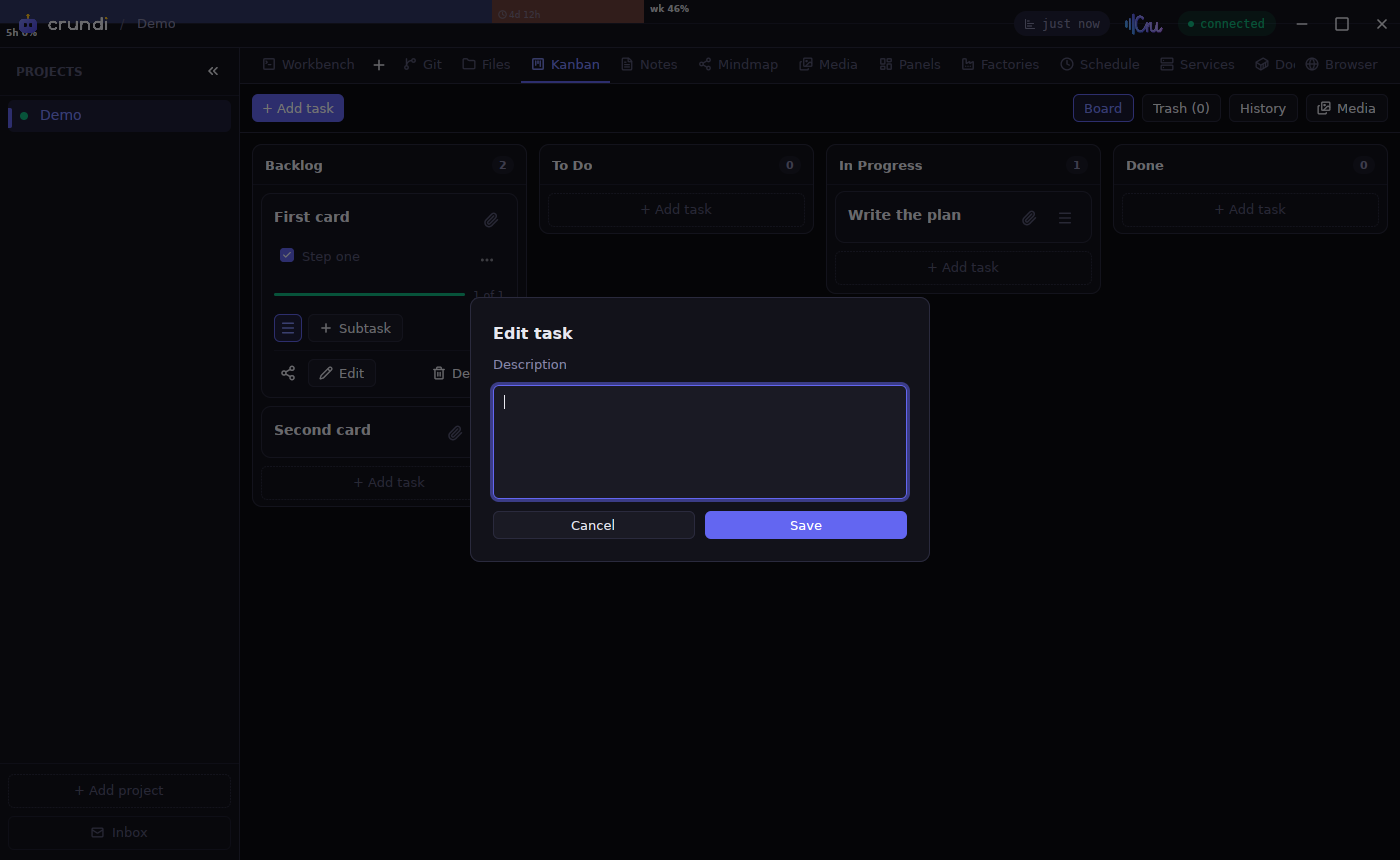 5h 0%
crundi / Demo
4d 12h
wk 46%
just now
Cru
connected
PROJECTS
Demo
+ Add project
Inbox
Workbench + Git Files Kanban Notes Mindmap Media Panels Factories Schedule Services Doc Browser
+ Add task
Board Trash (0) History Media
Backlog 2
First card
Step one
1 of 1
+ Subtask
Edit
De
Second card
+ Add task
To Do 0
+ Add task
In Progress 1
Write the plan
+ Add task
Done 0
+ Add task
Edit task
Description
Cancel Save